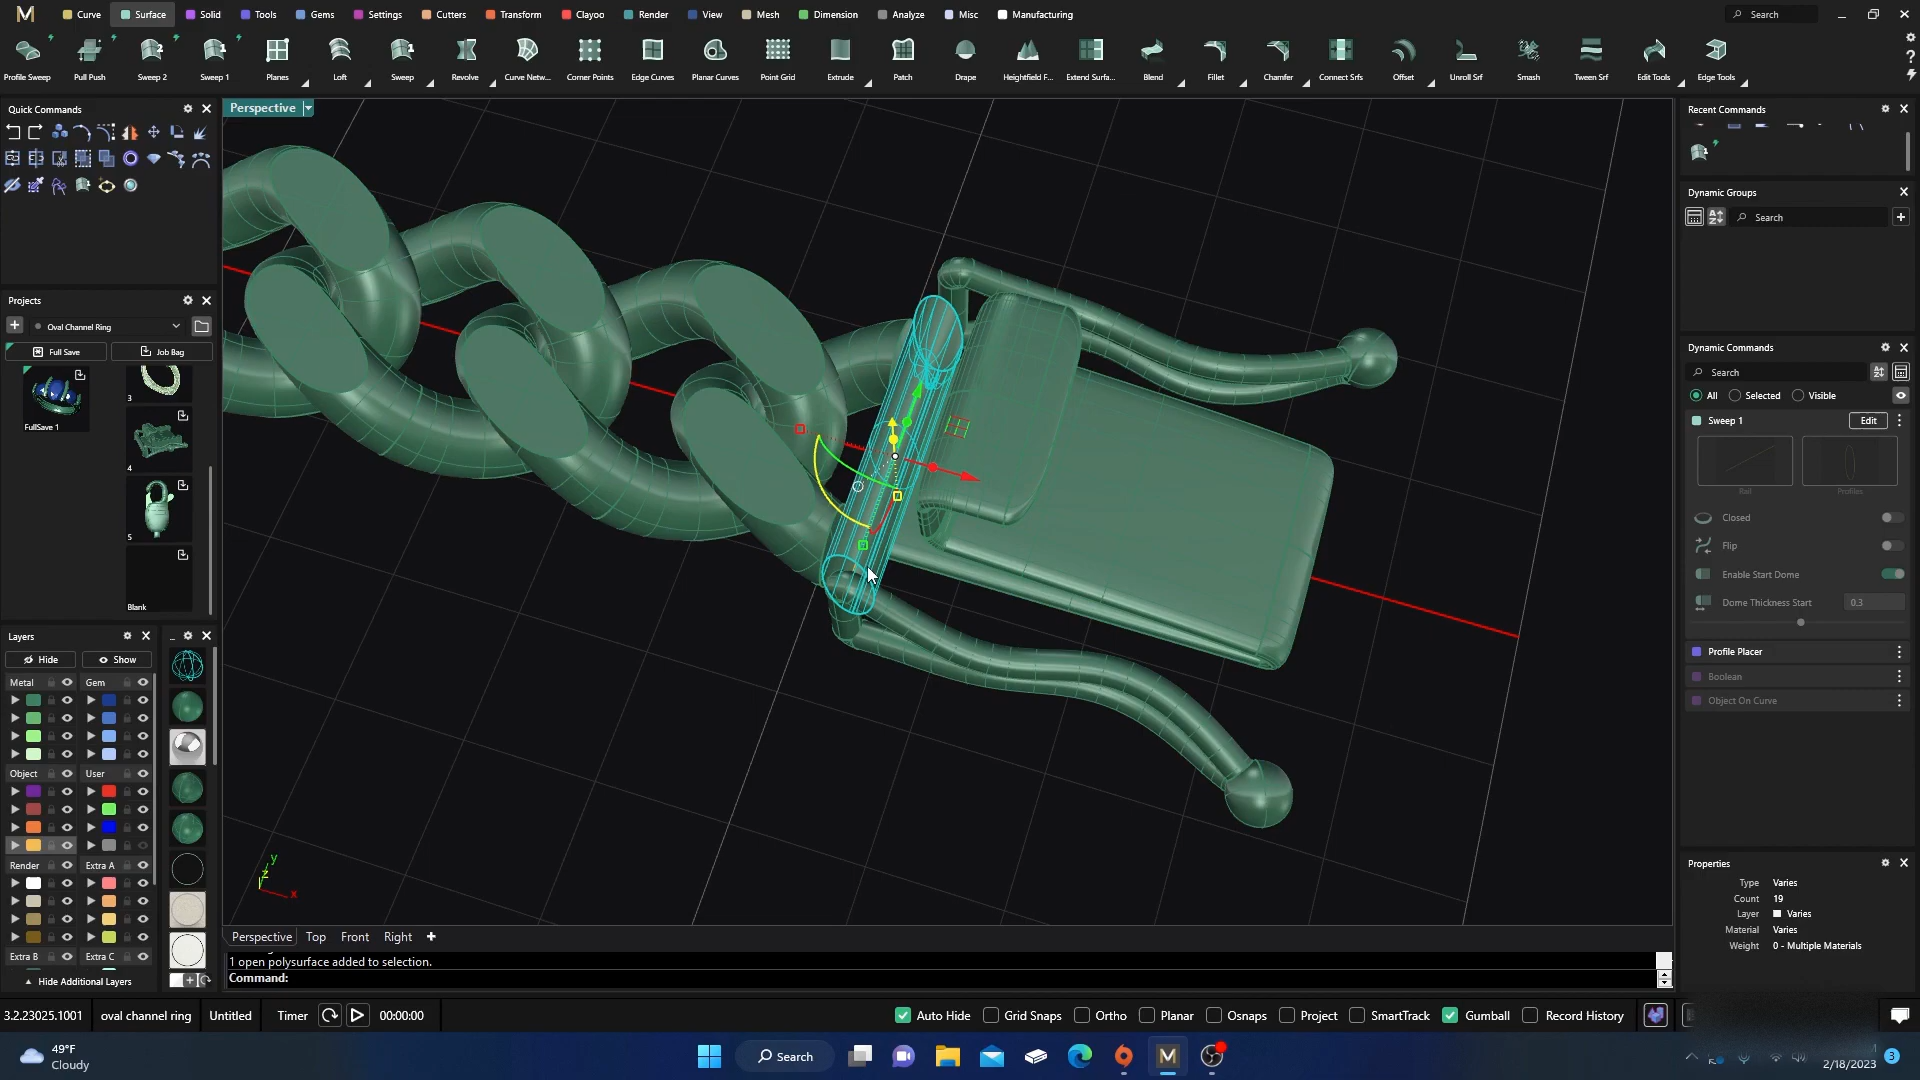 Curve Surface Solid Tools Gems Settings Cutters Transform Clayoo Render View Mesh Dimension Analyze Misc Manufacturing Search
Profile Sweep Pull Push Sweep 2 Sweep 1 Planes Loft Sweep Revolve Curve Netw... Corner Points Edge Curves Planar Curves Point Grid Extrude Patch Drape Heightfield F... Extend Surfa... Blend Fillet Chamfer Connect Srfs Offset Unroll Srf Smash Tween Srf Edit Tools Edge Tools
Quick Commands
Projects
Oval Channel Ring
Full Save Job Bag
FullSave 1
3
4
5
Blank
Layers
Hide Show
Metal Gem
Object User
Render Extra A
Extra B Extra C
Hide Additional Layers
Perspective
y
z
x
Perspective Top Front Right
1 open polysurface added to selection.
Command:
Recent Commands
Dynamic Groups
Search
Dynamic Commands
Search
All Selected Visible
Sweep 1 Edit
Rail Profiles
Closed
Flip
Enable Start Dome
Dome Thickness Start 0.3
Profile Placer
Boolean
Object On Curve
Properties
Type Varies
Count 19
Layer Varies
Material Varies
Weight 0 - Multiple Materials
3.2.23025.1001 oval channel ring Untitled Timer 00:00:00 Auto Hide Grid Snaps Ortho Planar Osnaps Project SmartTrack Gumball Record History
49°F
Cloudy
Search
2/18/2023
3